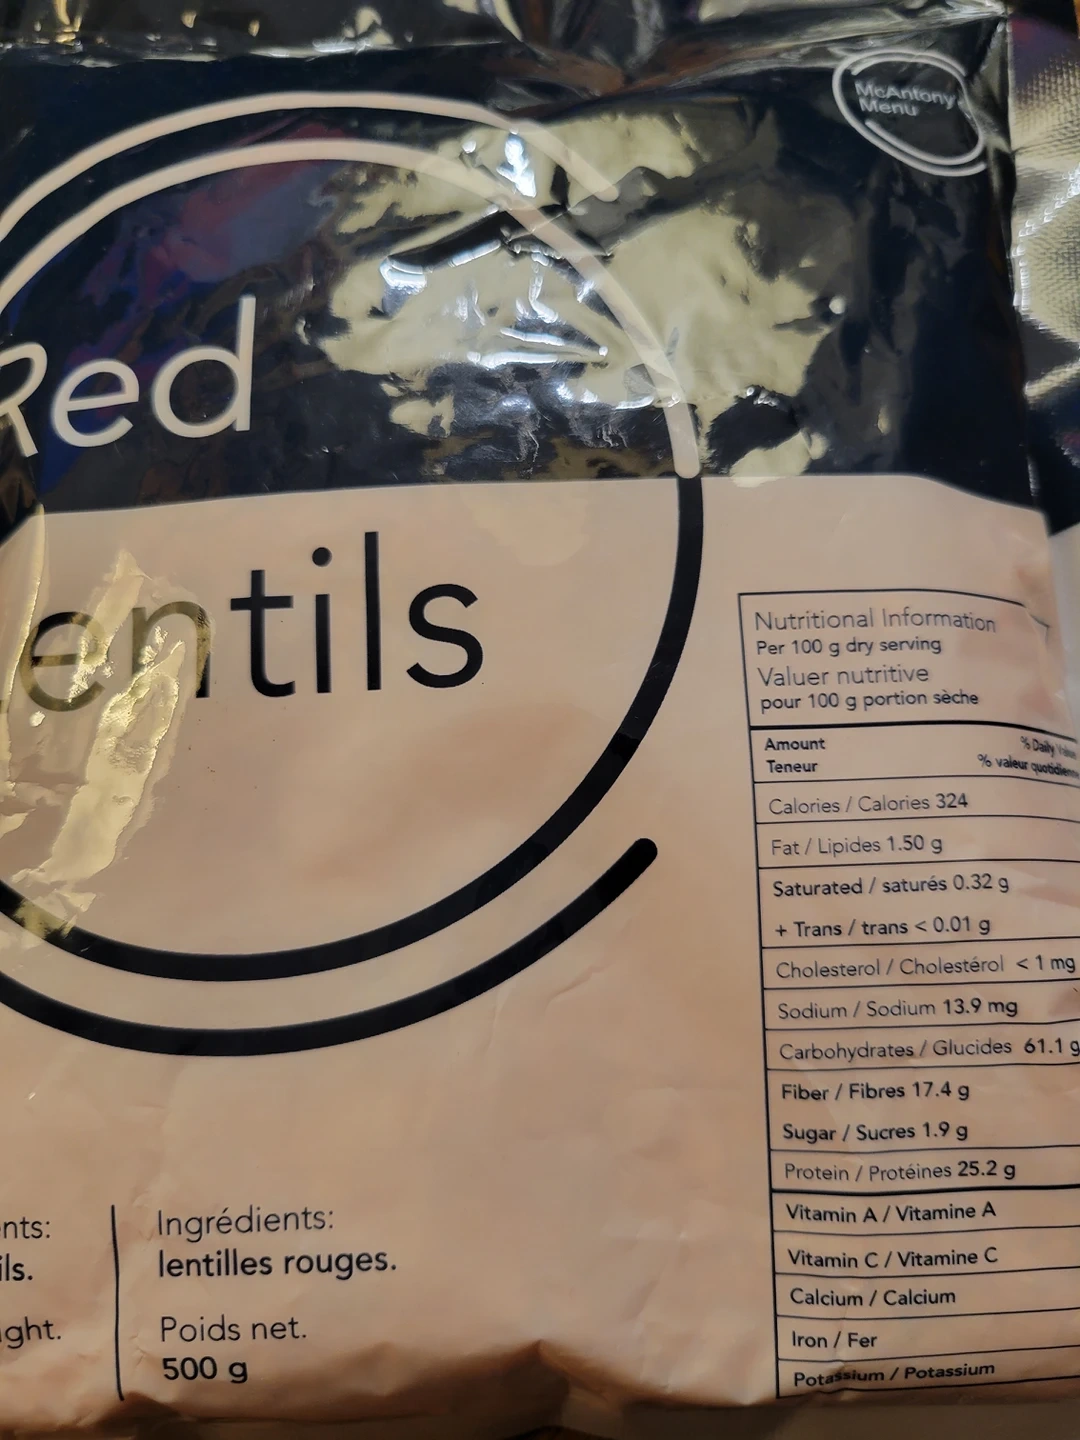 McAntony
Menu
Red
entils
Nutritional Information
Per 100 g dry serving
Valuer nutritive
pour 100 g portion sèche
Amount
% Daily
Teneur
% valeur
Calories / Calories 324
Fat / Lipides 1.50 g
Saturated / saturés 0.32 g
+ Trans / trans < 0.01 g
Cholesterol / Cholestérol < 1 mg
Sodium / Sodium 13.9 mg
Carbohydrates / Glucides 61.1 g
Fiber / Fibres 17.4 g
Sugar / Sucres 1.9 g
Protein / Protéines 25.2 g
Vitamin A / Vitamine A
Vitamin C / Vitamine C
Calcium / Calcium
Iron / Fer
Potassium / Potassium
nts:
ils.
ght.
Ingrédients:
lentilles rouges.
Poids net.
500 g